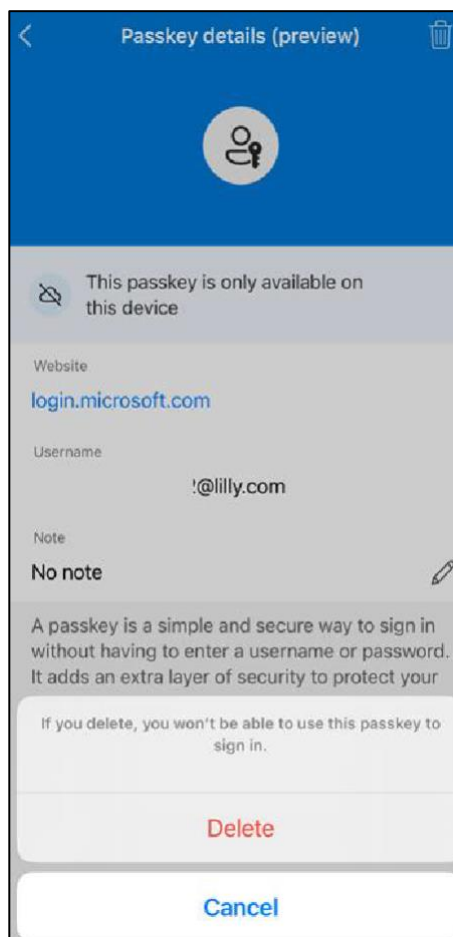 Passkey details (preview)
This passkey is only available on
this device
Website
login.microsoft.com
Username
@lilly.com
Note
No note
A passkey is a simple and secure way to sign in
without having to enter a username or password.
It adds an extra layer of security to protect your
If you delete, you won't be able to use this passkey to
sign in.
Delete
Cancel